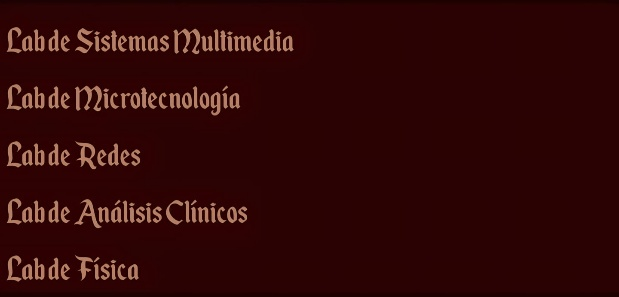 Lab de Sistemas Multimedia
Lab de Microtecnología
Lab de Redes
Lab de Análisis Clínicos
Lab de Física